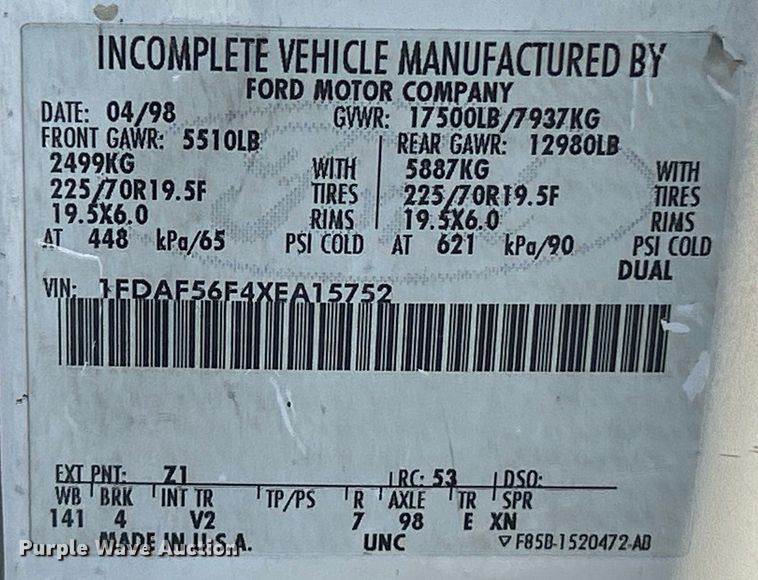 INCOMPLETE VEHICLE MANUFACTURED BY
FORD MOTOR COMPANY
DATE: 04/98 GVWR: 17500LB/7937KG
FRONT GAWR: 5510LB REAR GAWR: 12980LB
2499KG WITH 5887KG WITH
225/70R19.5F TIRES 225/70R19.5F TIRES
19.5X6.0 RIMS 19.5X6.0 RIMS
AT 448 kPa/65 PSI COLD AT 621 kPa/90 PSI COLD
DUAL
VIN: 1FDAF56F4XEA15752
EXT PNT: Z1 RC: 53 DSO:
WB BRK INT TR TP/PS R AXLE TR SPR
141 4 V2 7 98 E XN
MADE IN U.S.A. UNC ▽F85B-1520472-AB
Purple Wave Auction